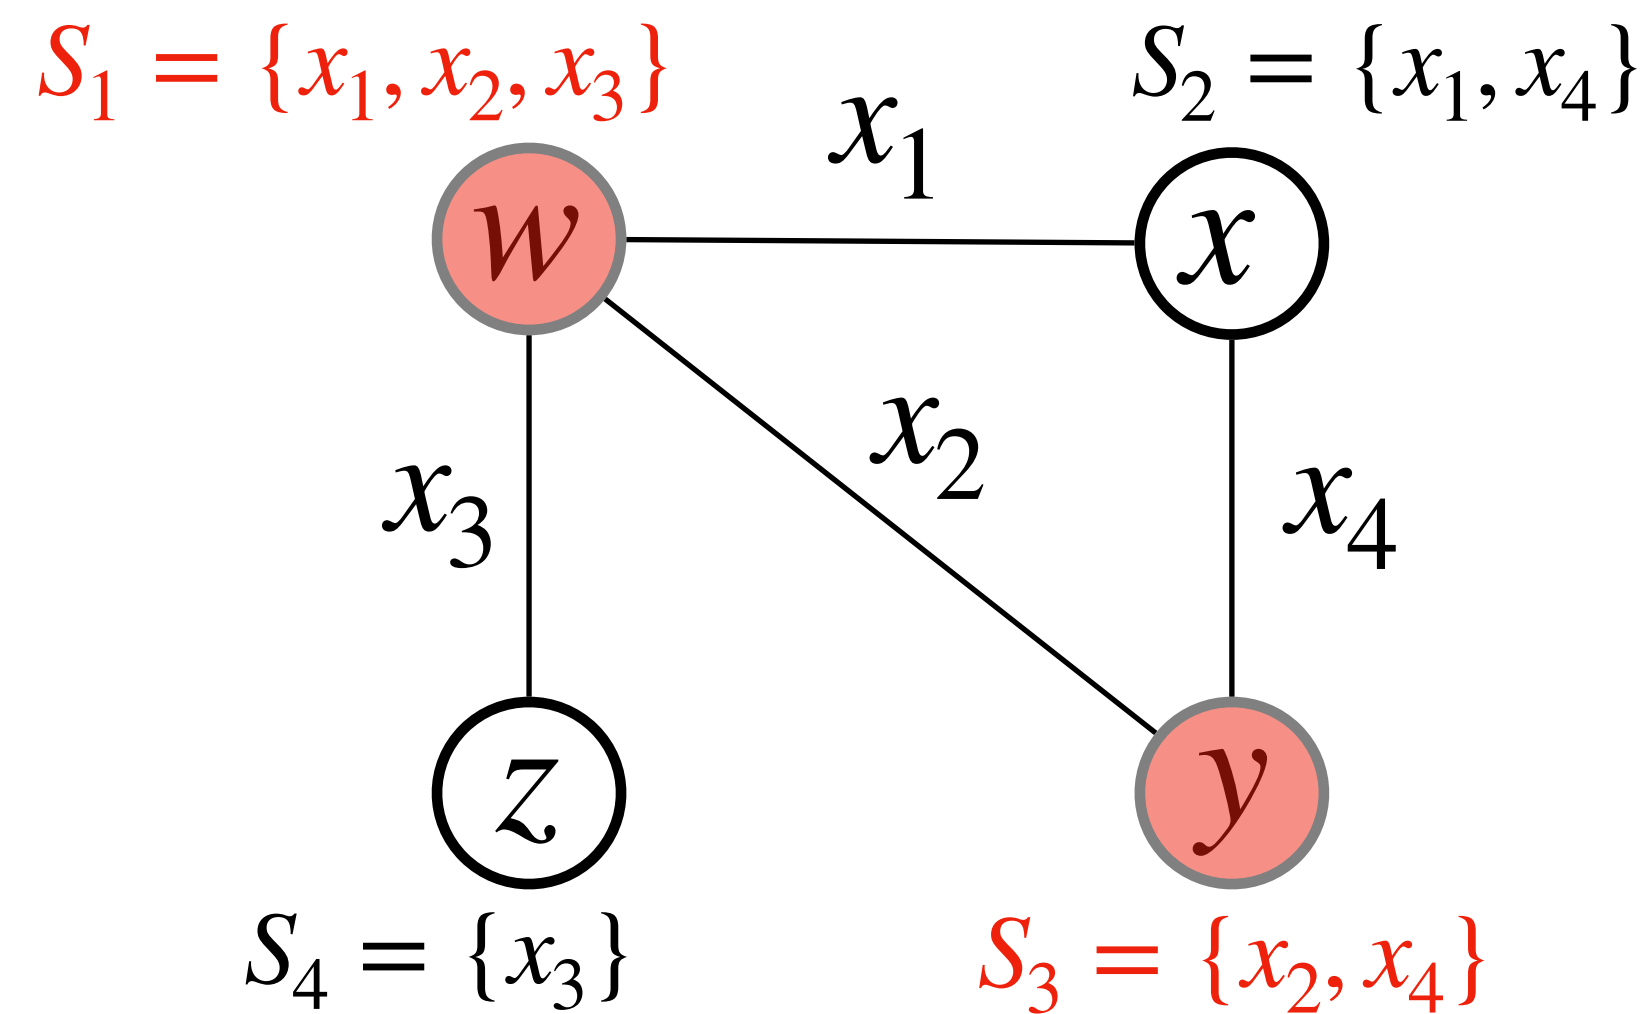 S₁ = {x₁, x₂, x₃}
S₂ = {x₁, x₄}
x₁
w
x
x₂
x₃
x₄
z
y
S₄ = {x₃}
S₃ = {x₂, x₄}